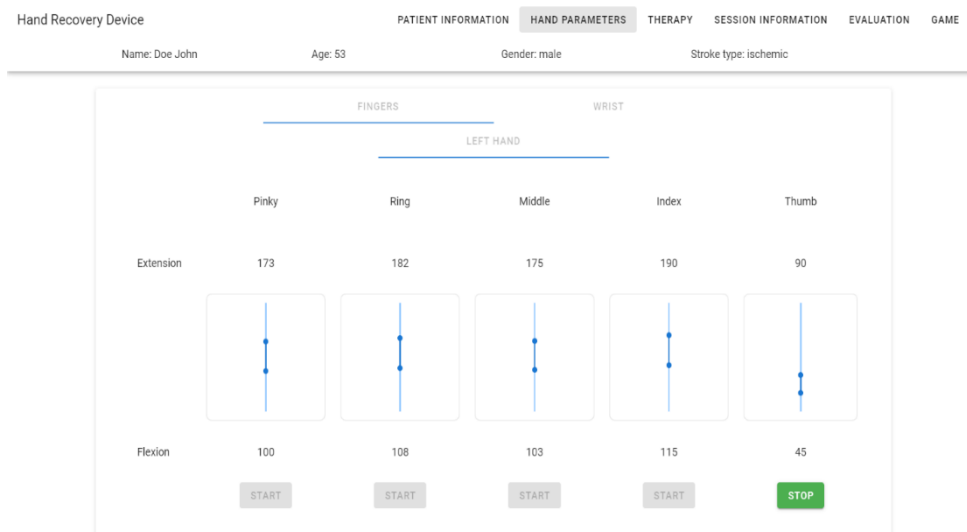 Hand Recovery Device PATIENT INFORMATION HAND PARAMETERS THERAPY SESSION INFORMATION EVALUATION GAME
Name: Doe John Age: 53 Gender: male Stroke type: ischemic
FINGERS WRIST
LEFT HAND
Pinky Ring Middle Index Thumb
Extension 173 182 175 190 90
Flexion 100 108 103 115 45
START START START START STOP